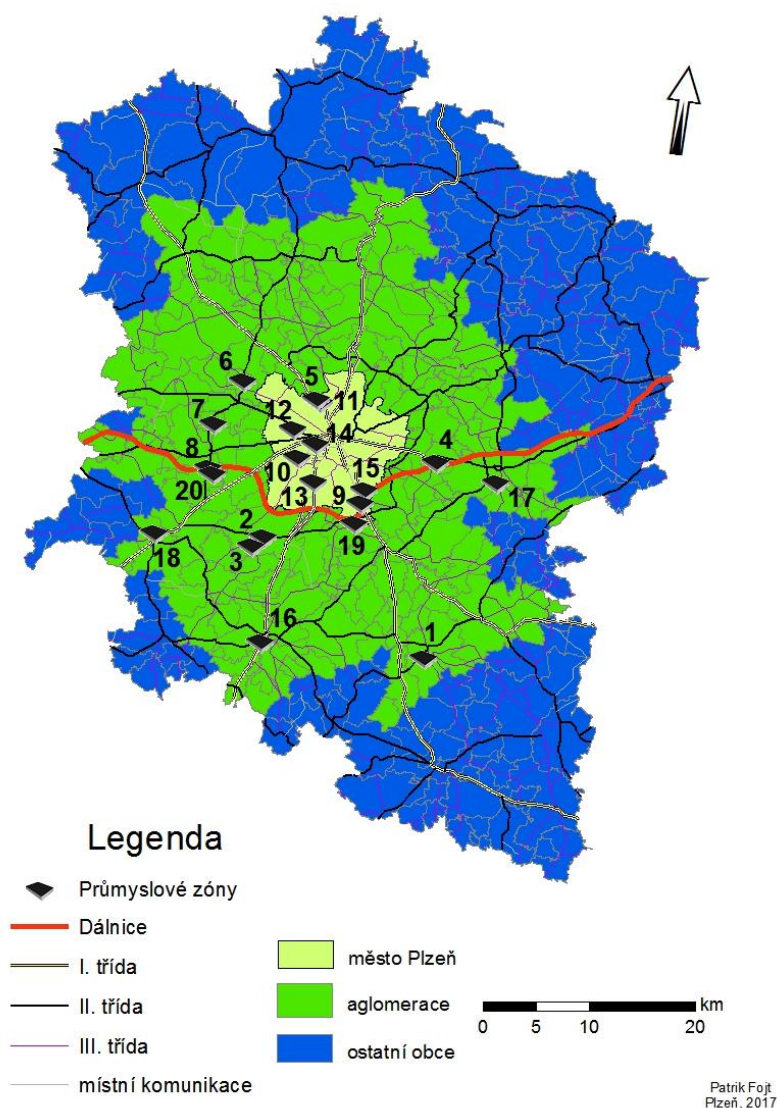 6
5
11
7
12
14
8
10
4
15
20
13
9
17
18
2
19
3
16
1
Legenda
Průmyslové zóny
Dálnice
I. třída
II. třída
III. třída
místní komunikace
město Plzeň
aglomerace
ostatní obce
km
0 5 10 20
Patrik Fojt
Plzeň, 2017